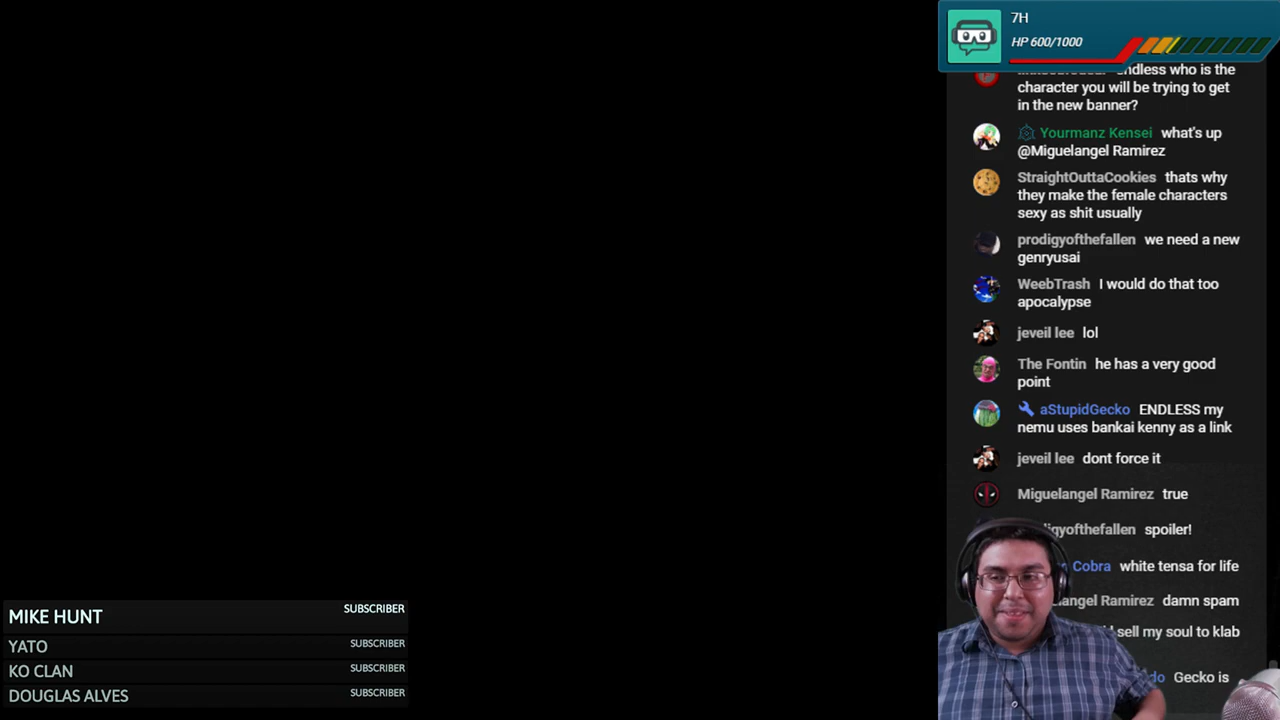 7H
HP 600/1000
endless who is the
character you will be trying to get
in the new banner?
Yourmanz Kensei what's up
@Miguelangel Ramirez
StraightOuttaCookies thats why
they make the female characters
sexy as shit usually
prodigyofthefallen we need a new
genryusai
WeebTrash I would do that too
apocalypse
jeveil lee lol
The Fontin he has a very good
point
aStupidGecko ENDLESS my
nemu uses bankai kenny as a link
jeveil lee dont force it
Miguelangel Ramirez true
igyofthefallen spoiler!
Cobra white tensa for life
langel Ramirez damn spam
sell my soul to klab
do Gecko is
MIKE HUNT SUBSCRIBER
YATO SUBSCRIBER
KO CLAN SUBSCRIBER
DOUGLAS ALVES SUBSCRIBER